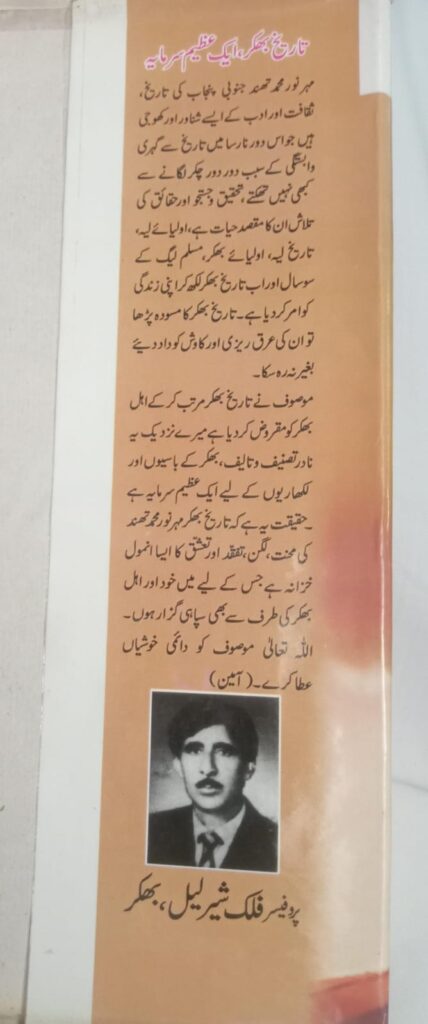 تاریخ بھکر، ایک عظیم سرمایہ
مہر نور محمد تھند جنوبی پنجاب کی تاریخ،
ثقافت اور ادب کے ایسے شناور اور کھوجی
ہیں جو اس دور نارسا میں تاریخ سے گہری
وابستگی کے سبب دور دور چکر لگانے سے
کبھی نہیں تھکتے، تحقیق و جستجو اور حقائق کی
تلاش ان کا مقصد حیات ہے، اولیائے لیہ،
تاریخ لیہ، اولیائے بھکر، مسلم لیگ کے
سو سال اور اب تاریخ بھکر لکھ کر اپنی زندگی
کو امر کر دیا ہے۔ تاریخ بھکر کا مسودہ پڑھا
تو ان کی عرق ریزی اور کاوش کو داد دیئے
بغیر نہ رہ سکا۔
موصوف نے تاریخ بھکر مرتب کر کے اہل
بھکر کو مقروض کر دیا ہے میرے نزدیک یہ
نادر تصنیف و تالیف، بھکر کے باسیوں اور
لکھاریوں کے لیے ایک عظیم سرمایہ ہے
۔ حقیقت یہ ہے کہ تاریخ بھکر مہر نور محمد تھند
کی محنت، لگن، تفقد اور تعشق کا ایسا انمول
خزانہ ہے جس کے لیے میں خود اور اہل
بھکر کی طرف سے بھی سپاس گزار ہوں۔
اللہ تعالیٰ موصوف کو دائمی خوشیاں
عطا کرے۔ (آمین)
پروفیسر فلک شیر لیل، بھکر